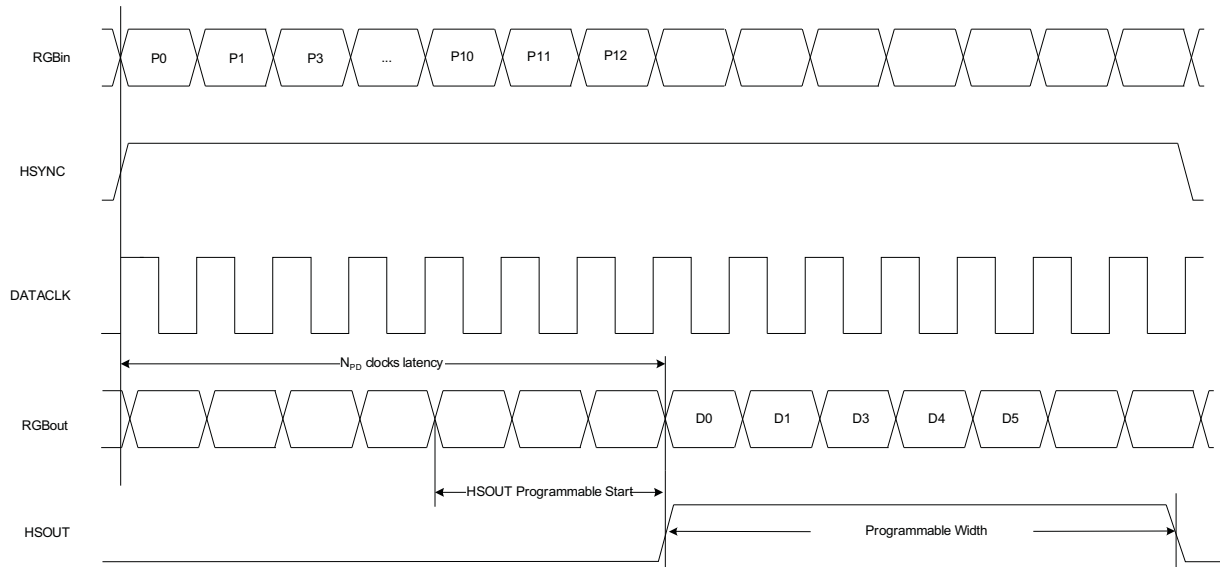 RGBin
P0 P1 P3 ... P10 P11 P12
HSYNC
DATACLK
NPD clocks latency
RGBout
D0 D1 D3 D4 D5
HSOUT Programmable Start
HSOUT
Programmable Width